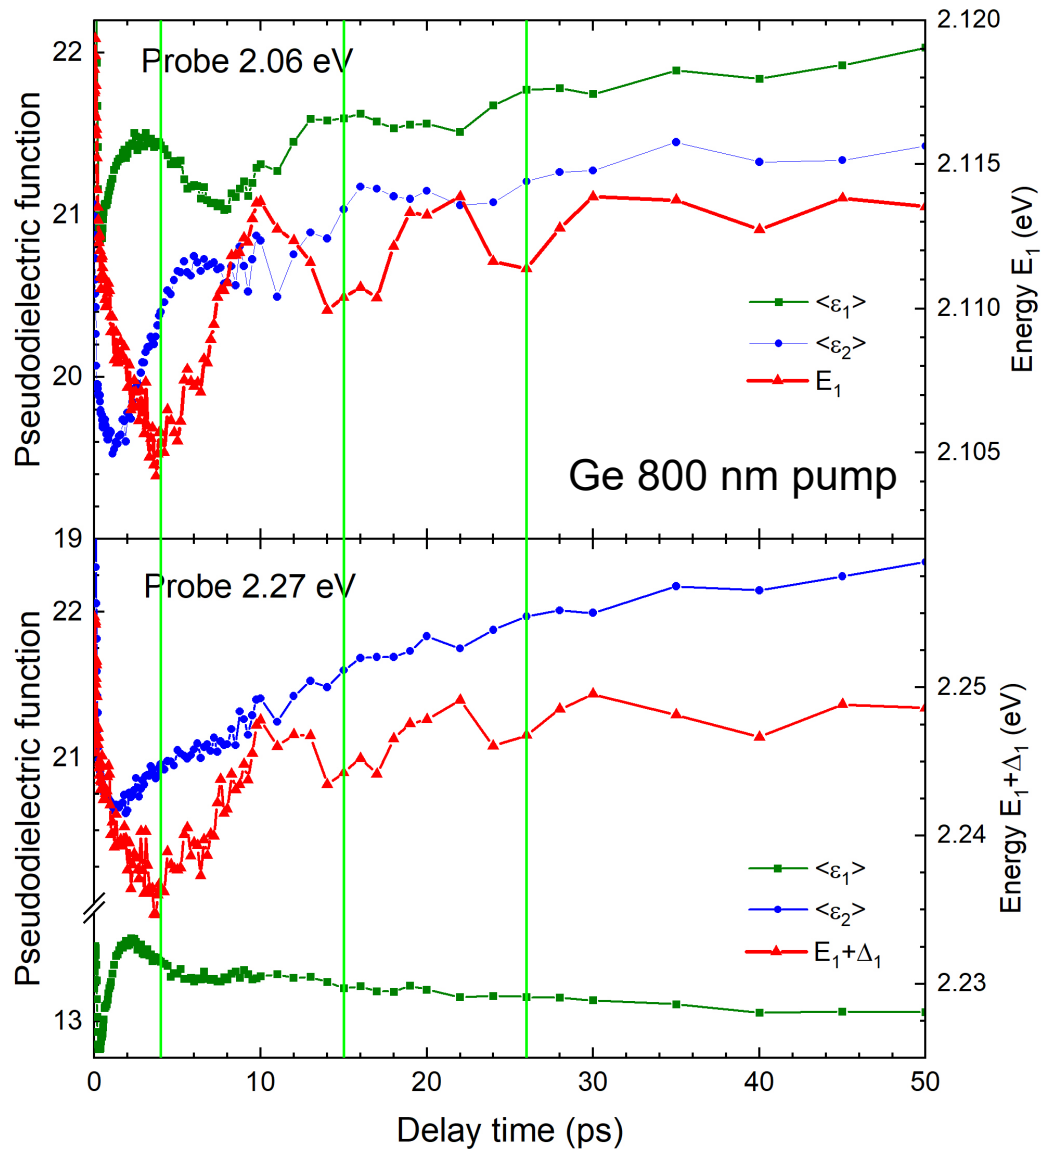 Probe 2.06 eV
22
21
20
19
Pseudodielectric function
2.120
2.115
2.110
2.105
Energy E₁ (eV)
<ε₁>
<ε₂>
E₁
Ge 800 nm pump
Probe 2.27 eV
22
21
13
Pseudodielectric function
2.25
2.24
2.23
Energy E₁+Δ₁ (eV)
<ε₁>
<ε₂>
E₁+Δ₁
0 10 20 30 40 50
Delay time (ps)